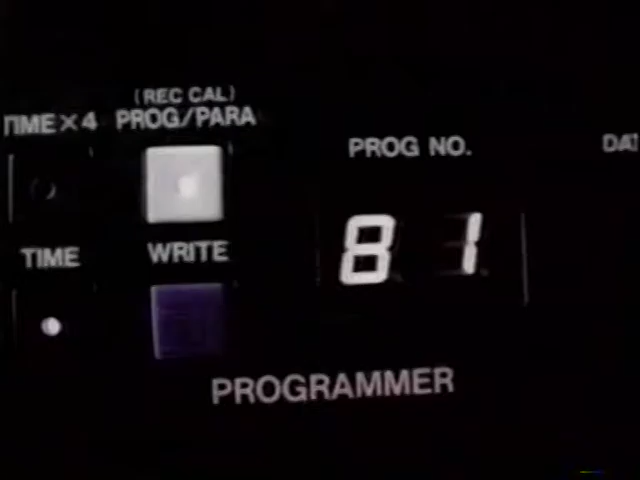 (REC CAL)
TIME×4 PROG/PARA
PROG NO.
81
TIME WRITE
PROGRAMMER